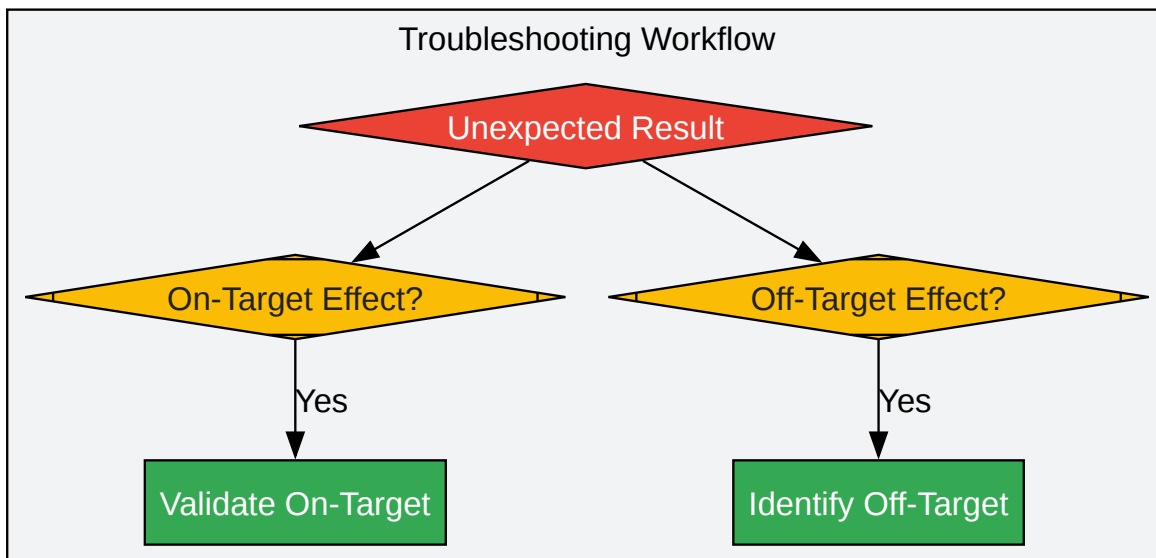 Troubleshooting Workflow
Unexpected Result
On-Target Effect?
Off-Target Effect?
Yes
Yes
Validate On-Target
Identify Off-Target